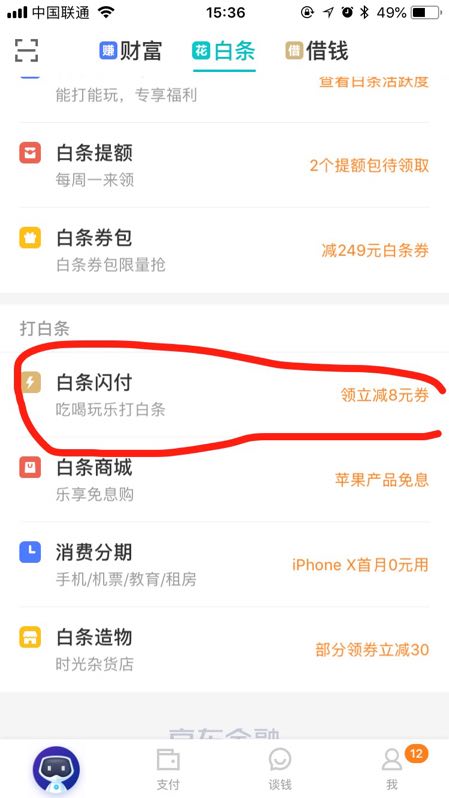 中国联通
15:36
49%
赚 财富
花 白条
借 借钱
能打能玩，专享福利
查看白条活跃度
白条提额
每周一来领
2个提额包待领取
白条券包
白条券包限量抢
减249元白条券
打白条
白条闪付
吃喝玩乐打白条
领立减8元券
白条商城
乐享免息购
苹果产品免息
消费分期
手机/机票/教育/租房
iPhone X首月0元用
白条造物
时光杂货店
部分领券立减30
京东金融
支付
谈钱
12
我